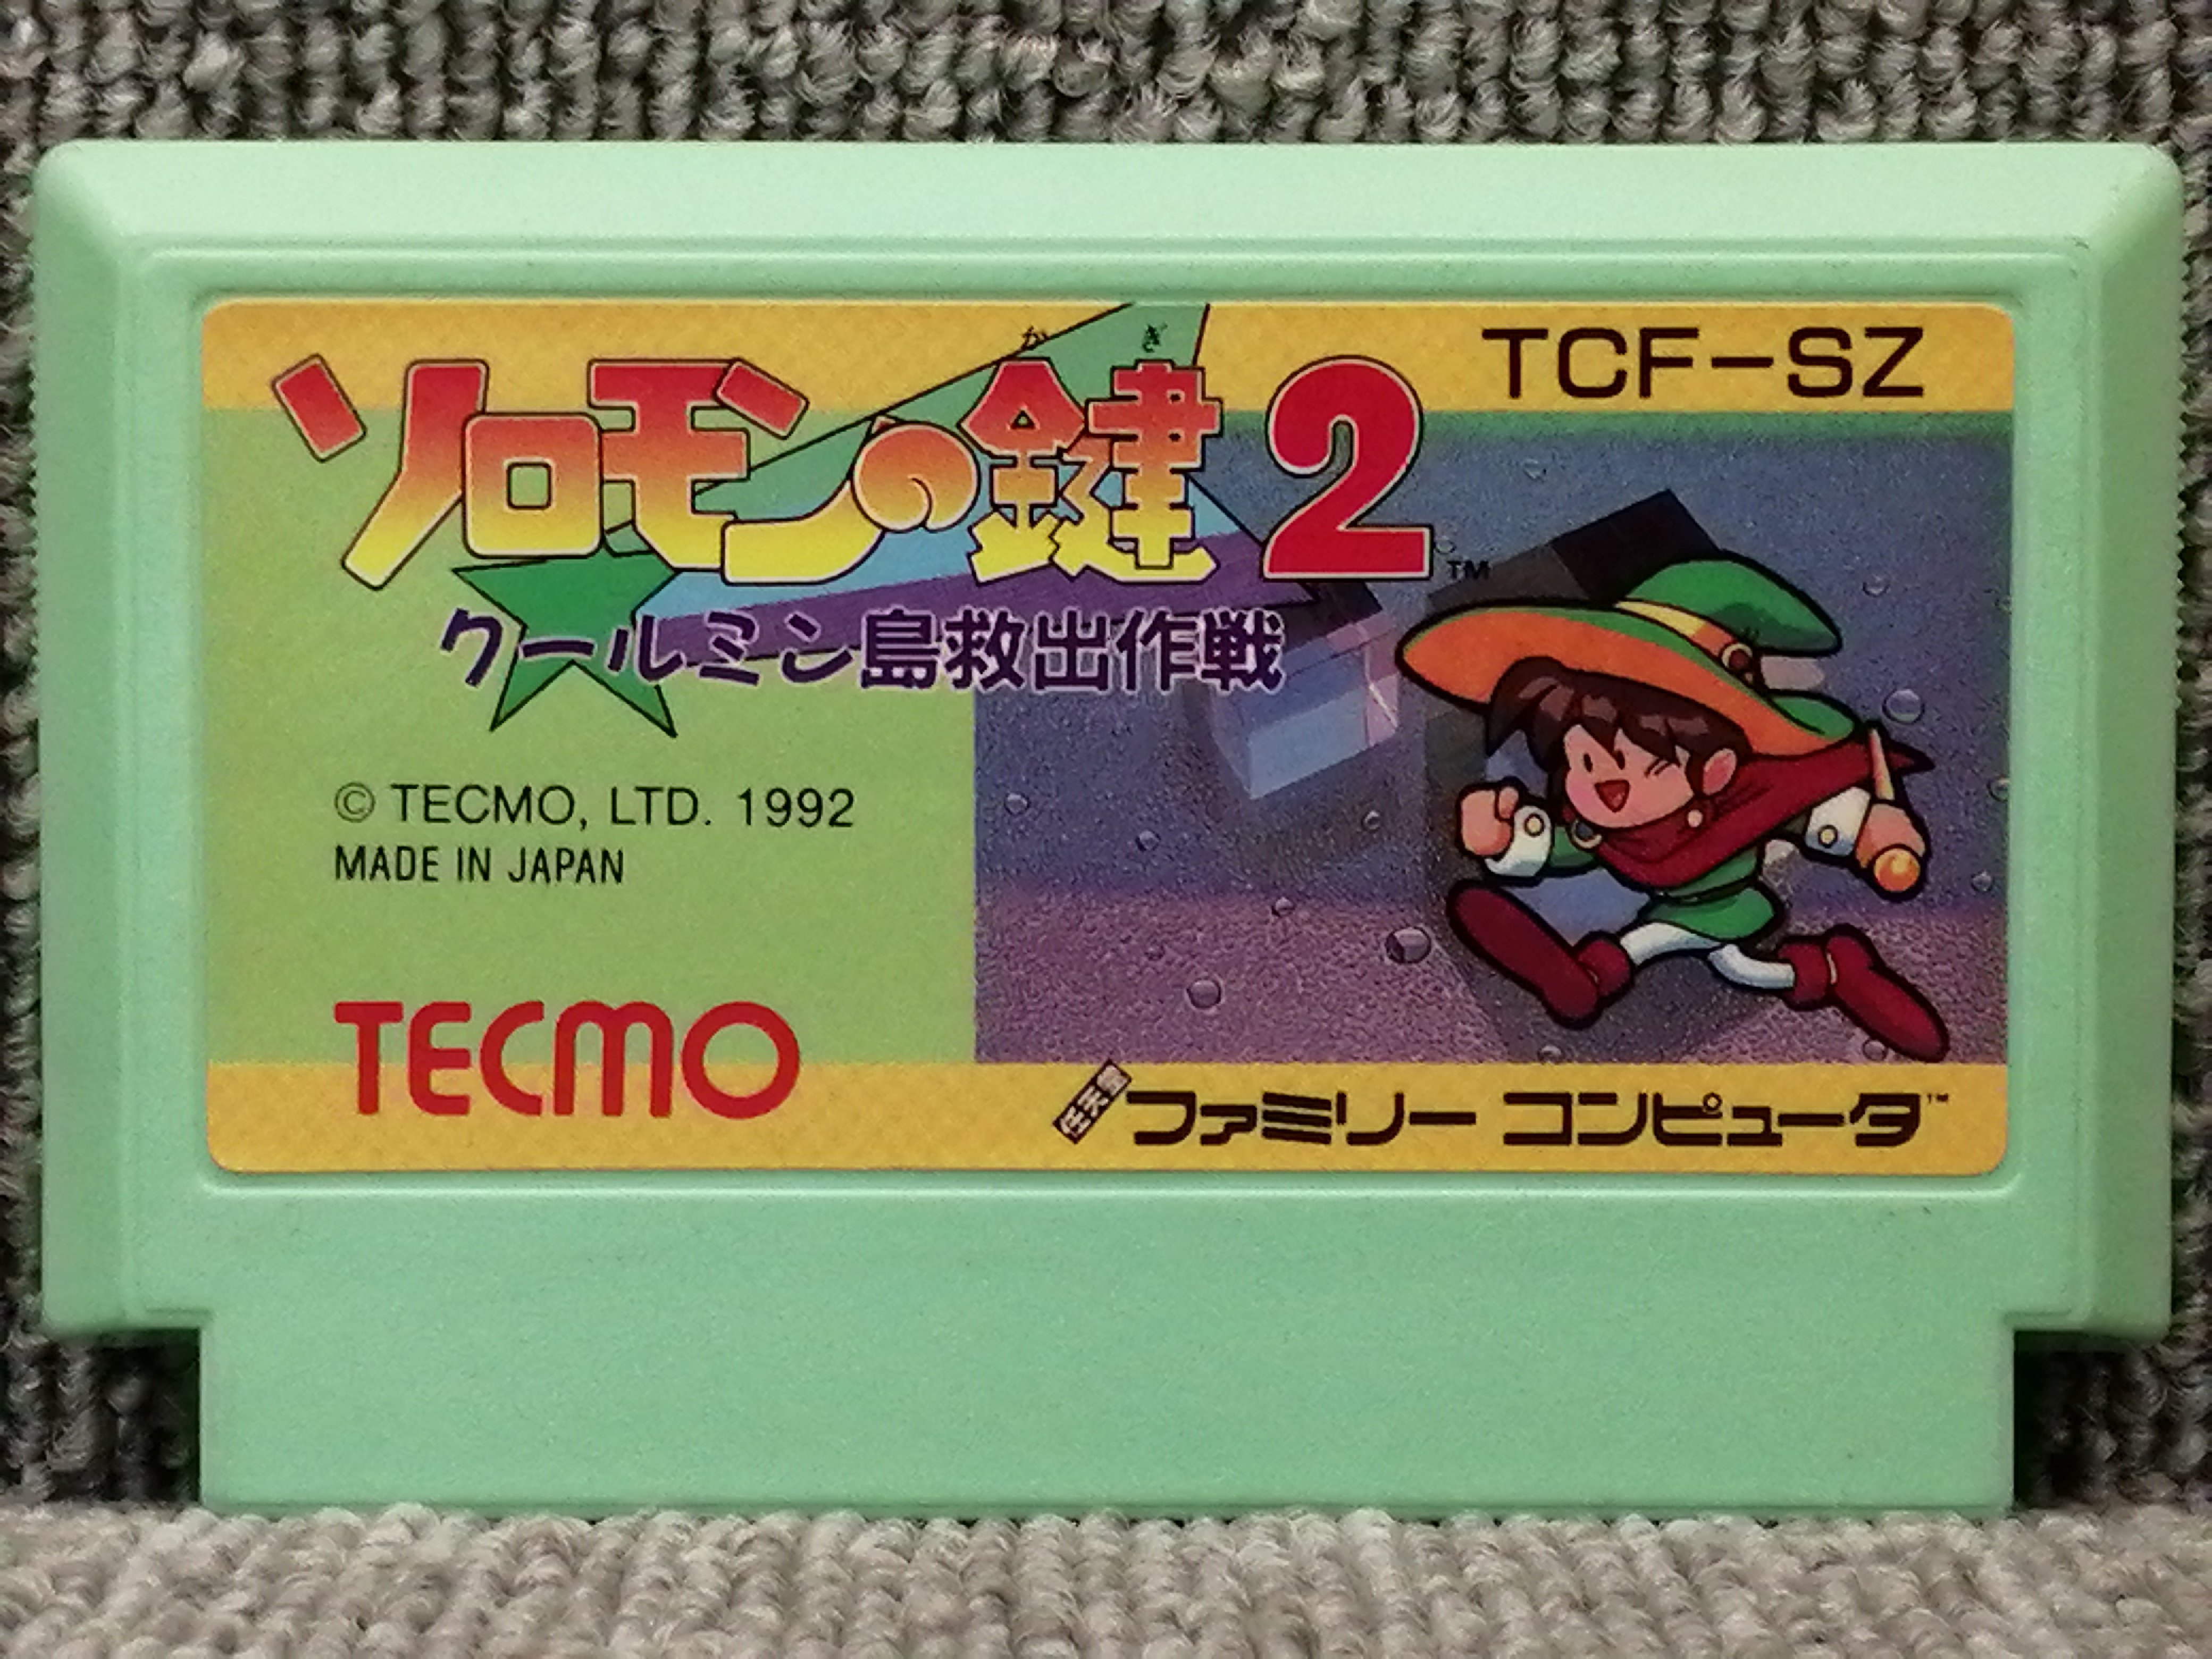 TCF-SZ
かぎ
ソロモンの鍵2™
クールミン島救出作戦
© TECMO, LTD. 1992
MADE IN JAPAN
TECMO
任天堂 ファミリー コンピュータ™